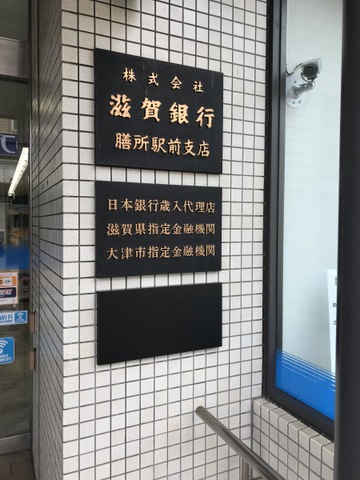 株式会社
滋賀銀行
膳所駅前支店
日本銀行歳入代理店
滋賀県指定金融機関
大津市指定金融機関